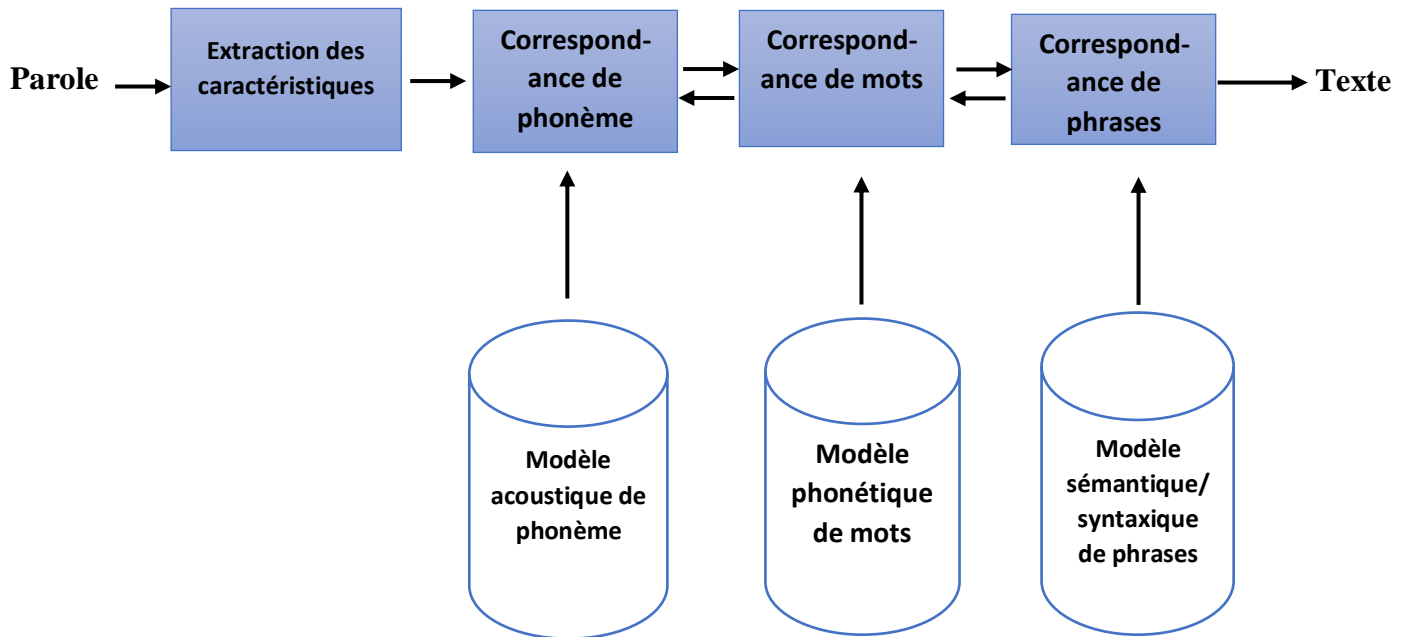 Parole
Extraction des
caractéristiques
Correspond-
ance de
phonème
Correspond-
ance de mots
Correspond-
ance de
phrases
Texte
Modèle
acoustique de
phonème
Modèle
phonétique
de mots
Modèle
sémantique/
syntaxique
de phrases